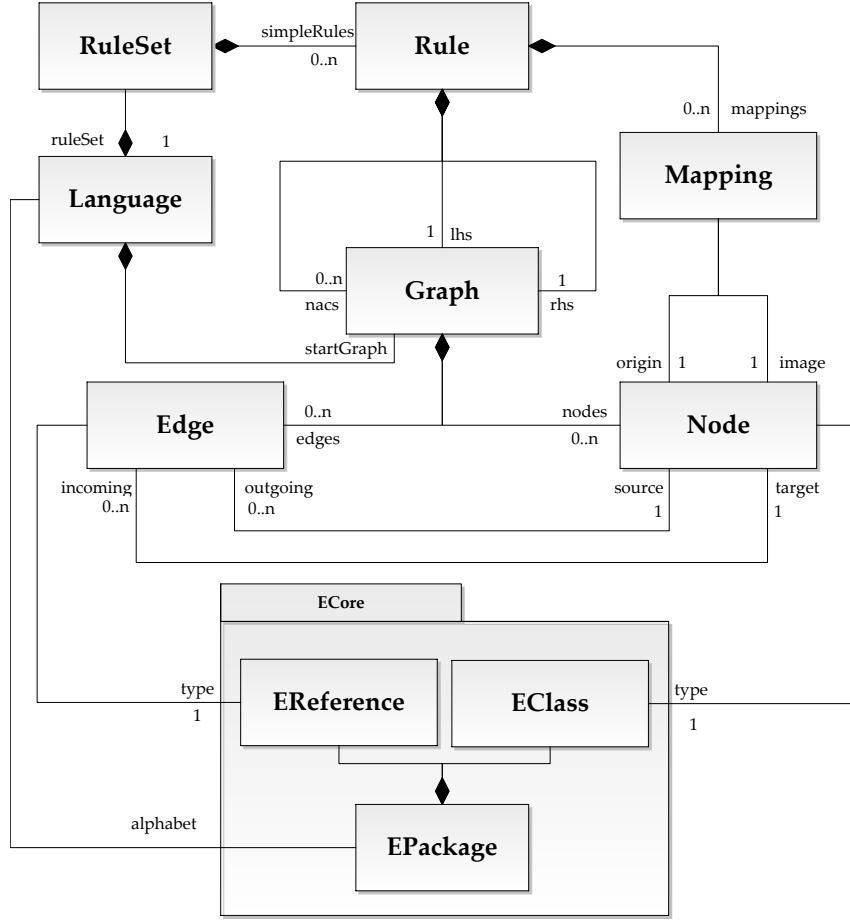 RuleSet
simpleRules
0..n
Rule
0..n
mappings
ruleSet
1
Language
Mapping
1
lhs
0..n
nacs
Graph
1
rhs
startGraph
origin
1
1
image
Edge
0..n
edges
nodes
0..n
Node
incoming
0..n
outgoing
0..n
source
1
target
1
ECore
type
1
EReference
EClass
type
1
alphabet
EPackage